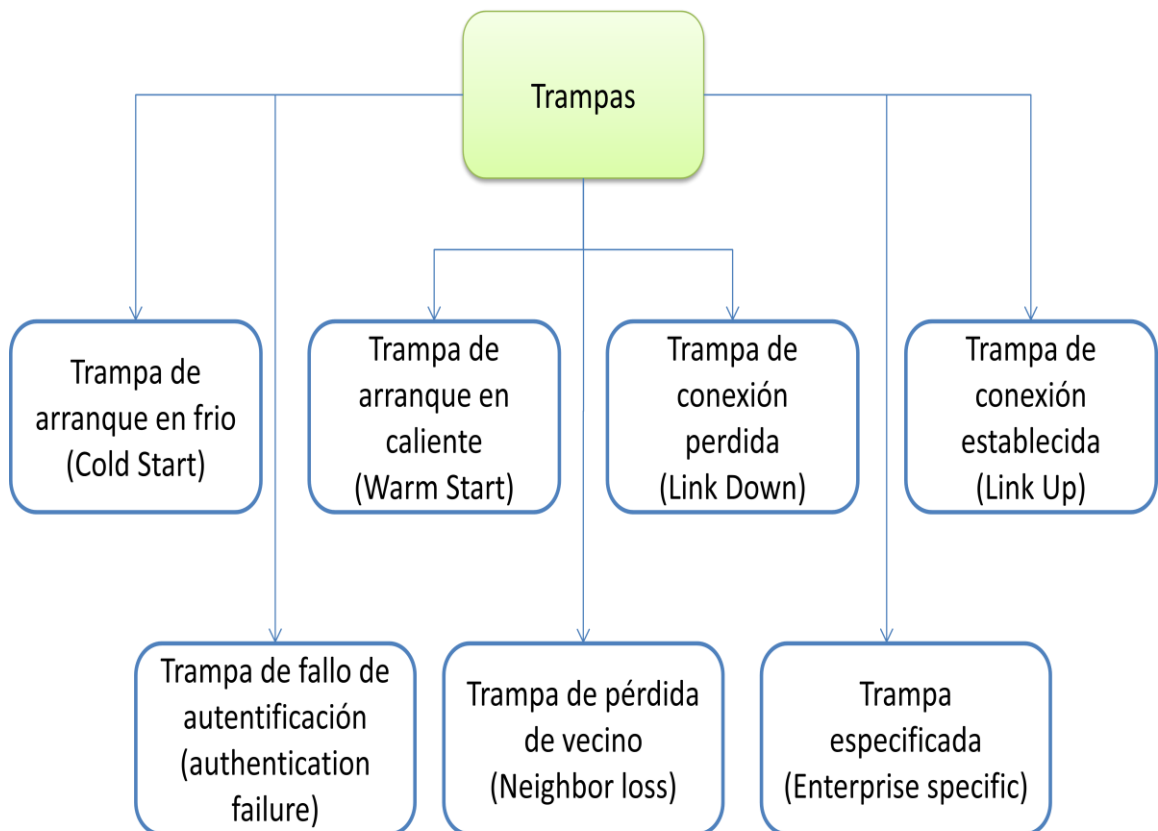 Trampas
Trampa de
arranque en frio
(Cold Start)
Trampa de
arranque en
caliente
(Warm Start)
Trampa de
conexión
perdida
(Link Down)
Trampa de
conexión
establecida
(Link Up)
Trampa de fallo de
autentificación
(authentication
failure)
Trampa de pérdida
de vecino
(Neighbor loss)
Trampa
especificada
(Enterprise specific)